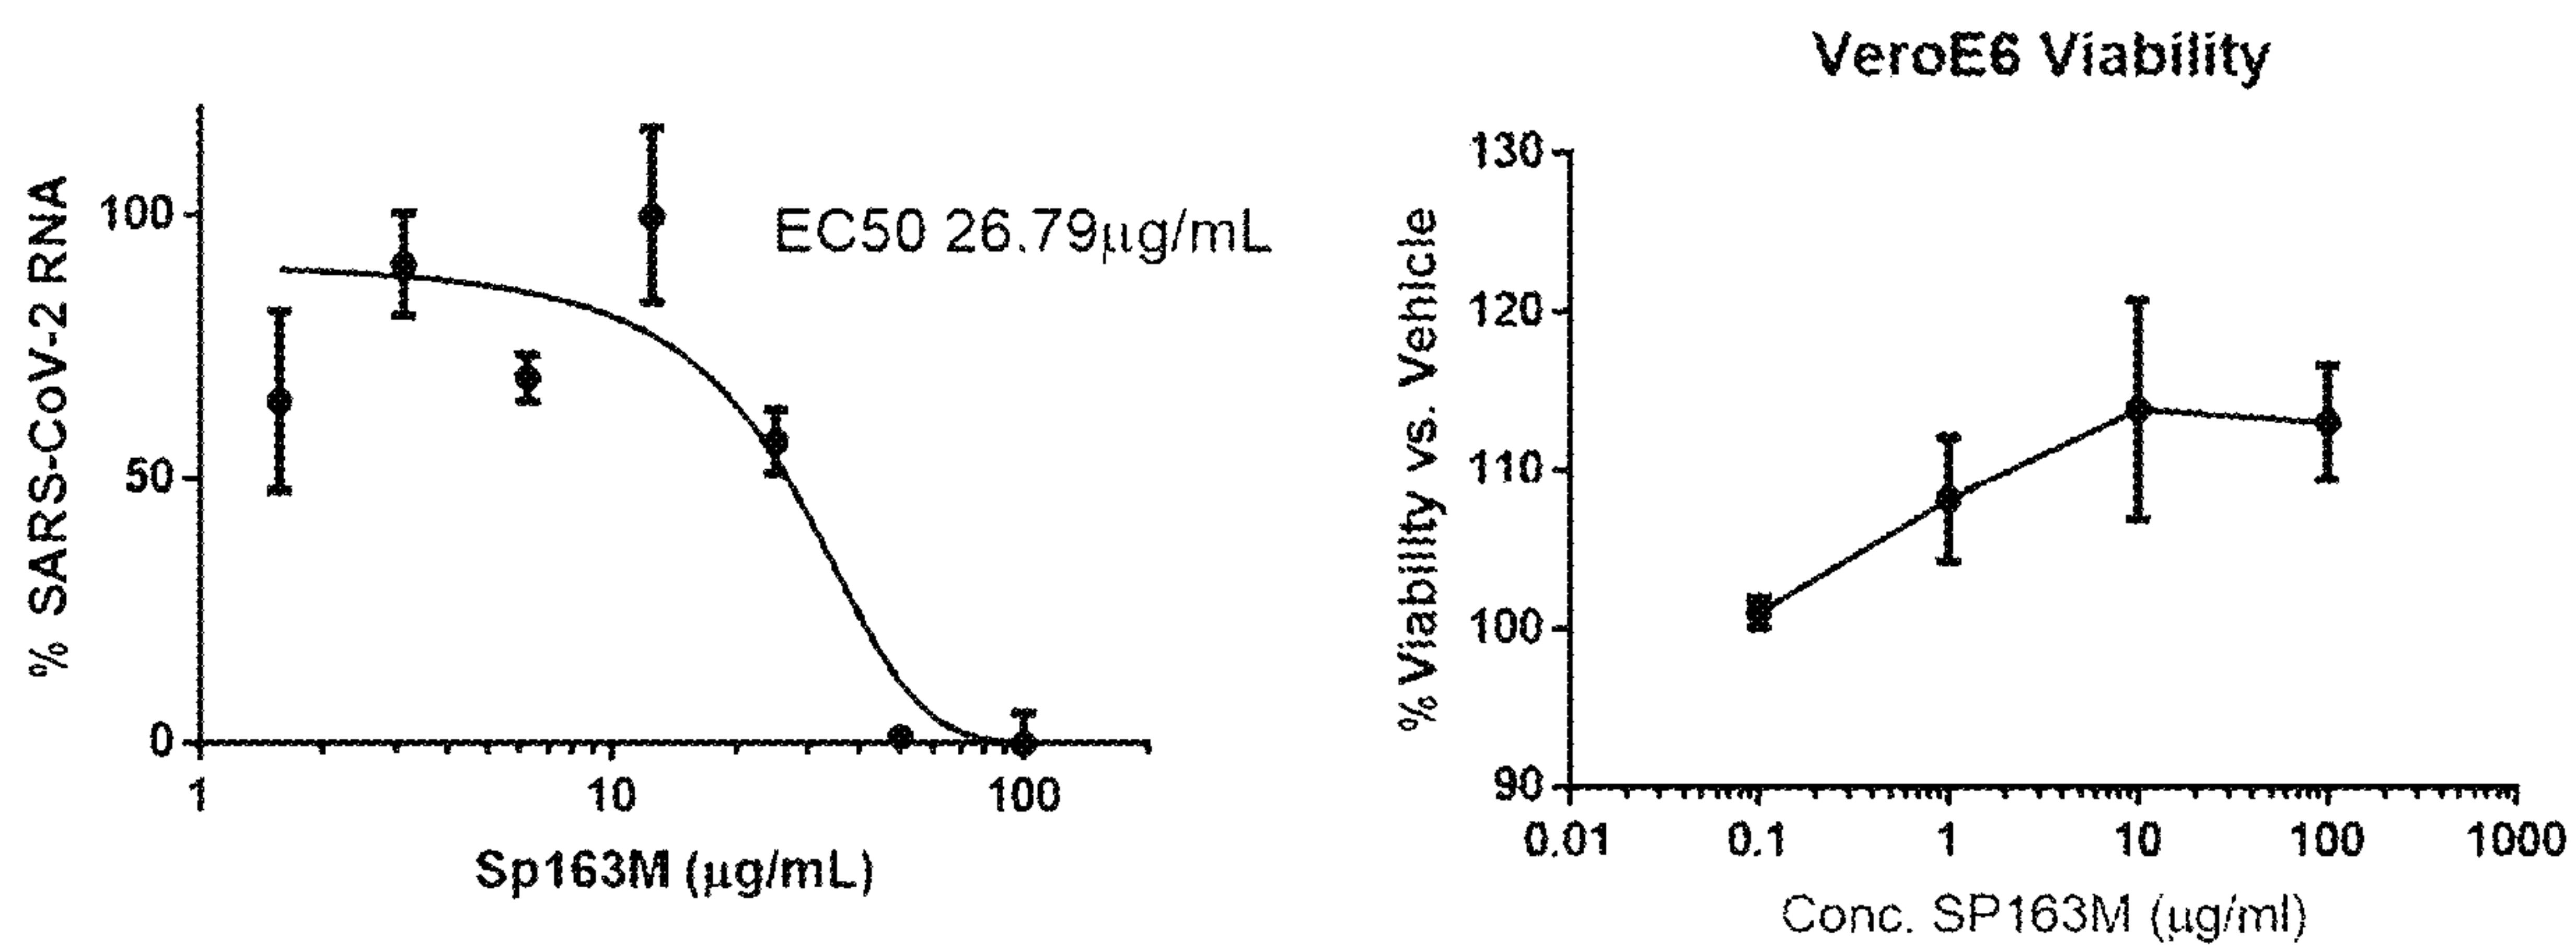 % SARS-CoV-2 RNA
100
50
0
EC50 26.79µg/mL
1
10
100
Sp163M (µg/mL)
VeroE6 Viability
% Viability vs. Vehicle
130
120
110
100
90
0.01
0.1
1
10
100
1000
Conc. SP163M (µg/ml)